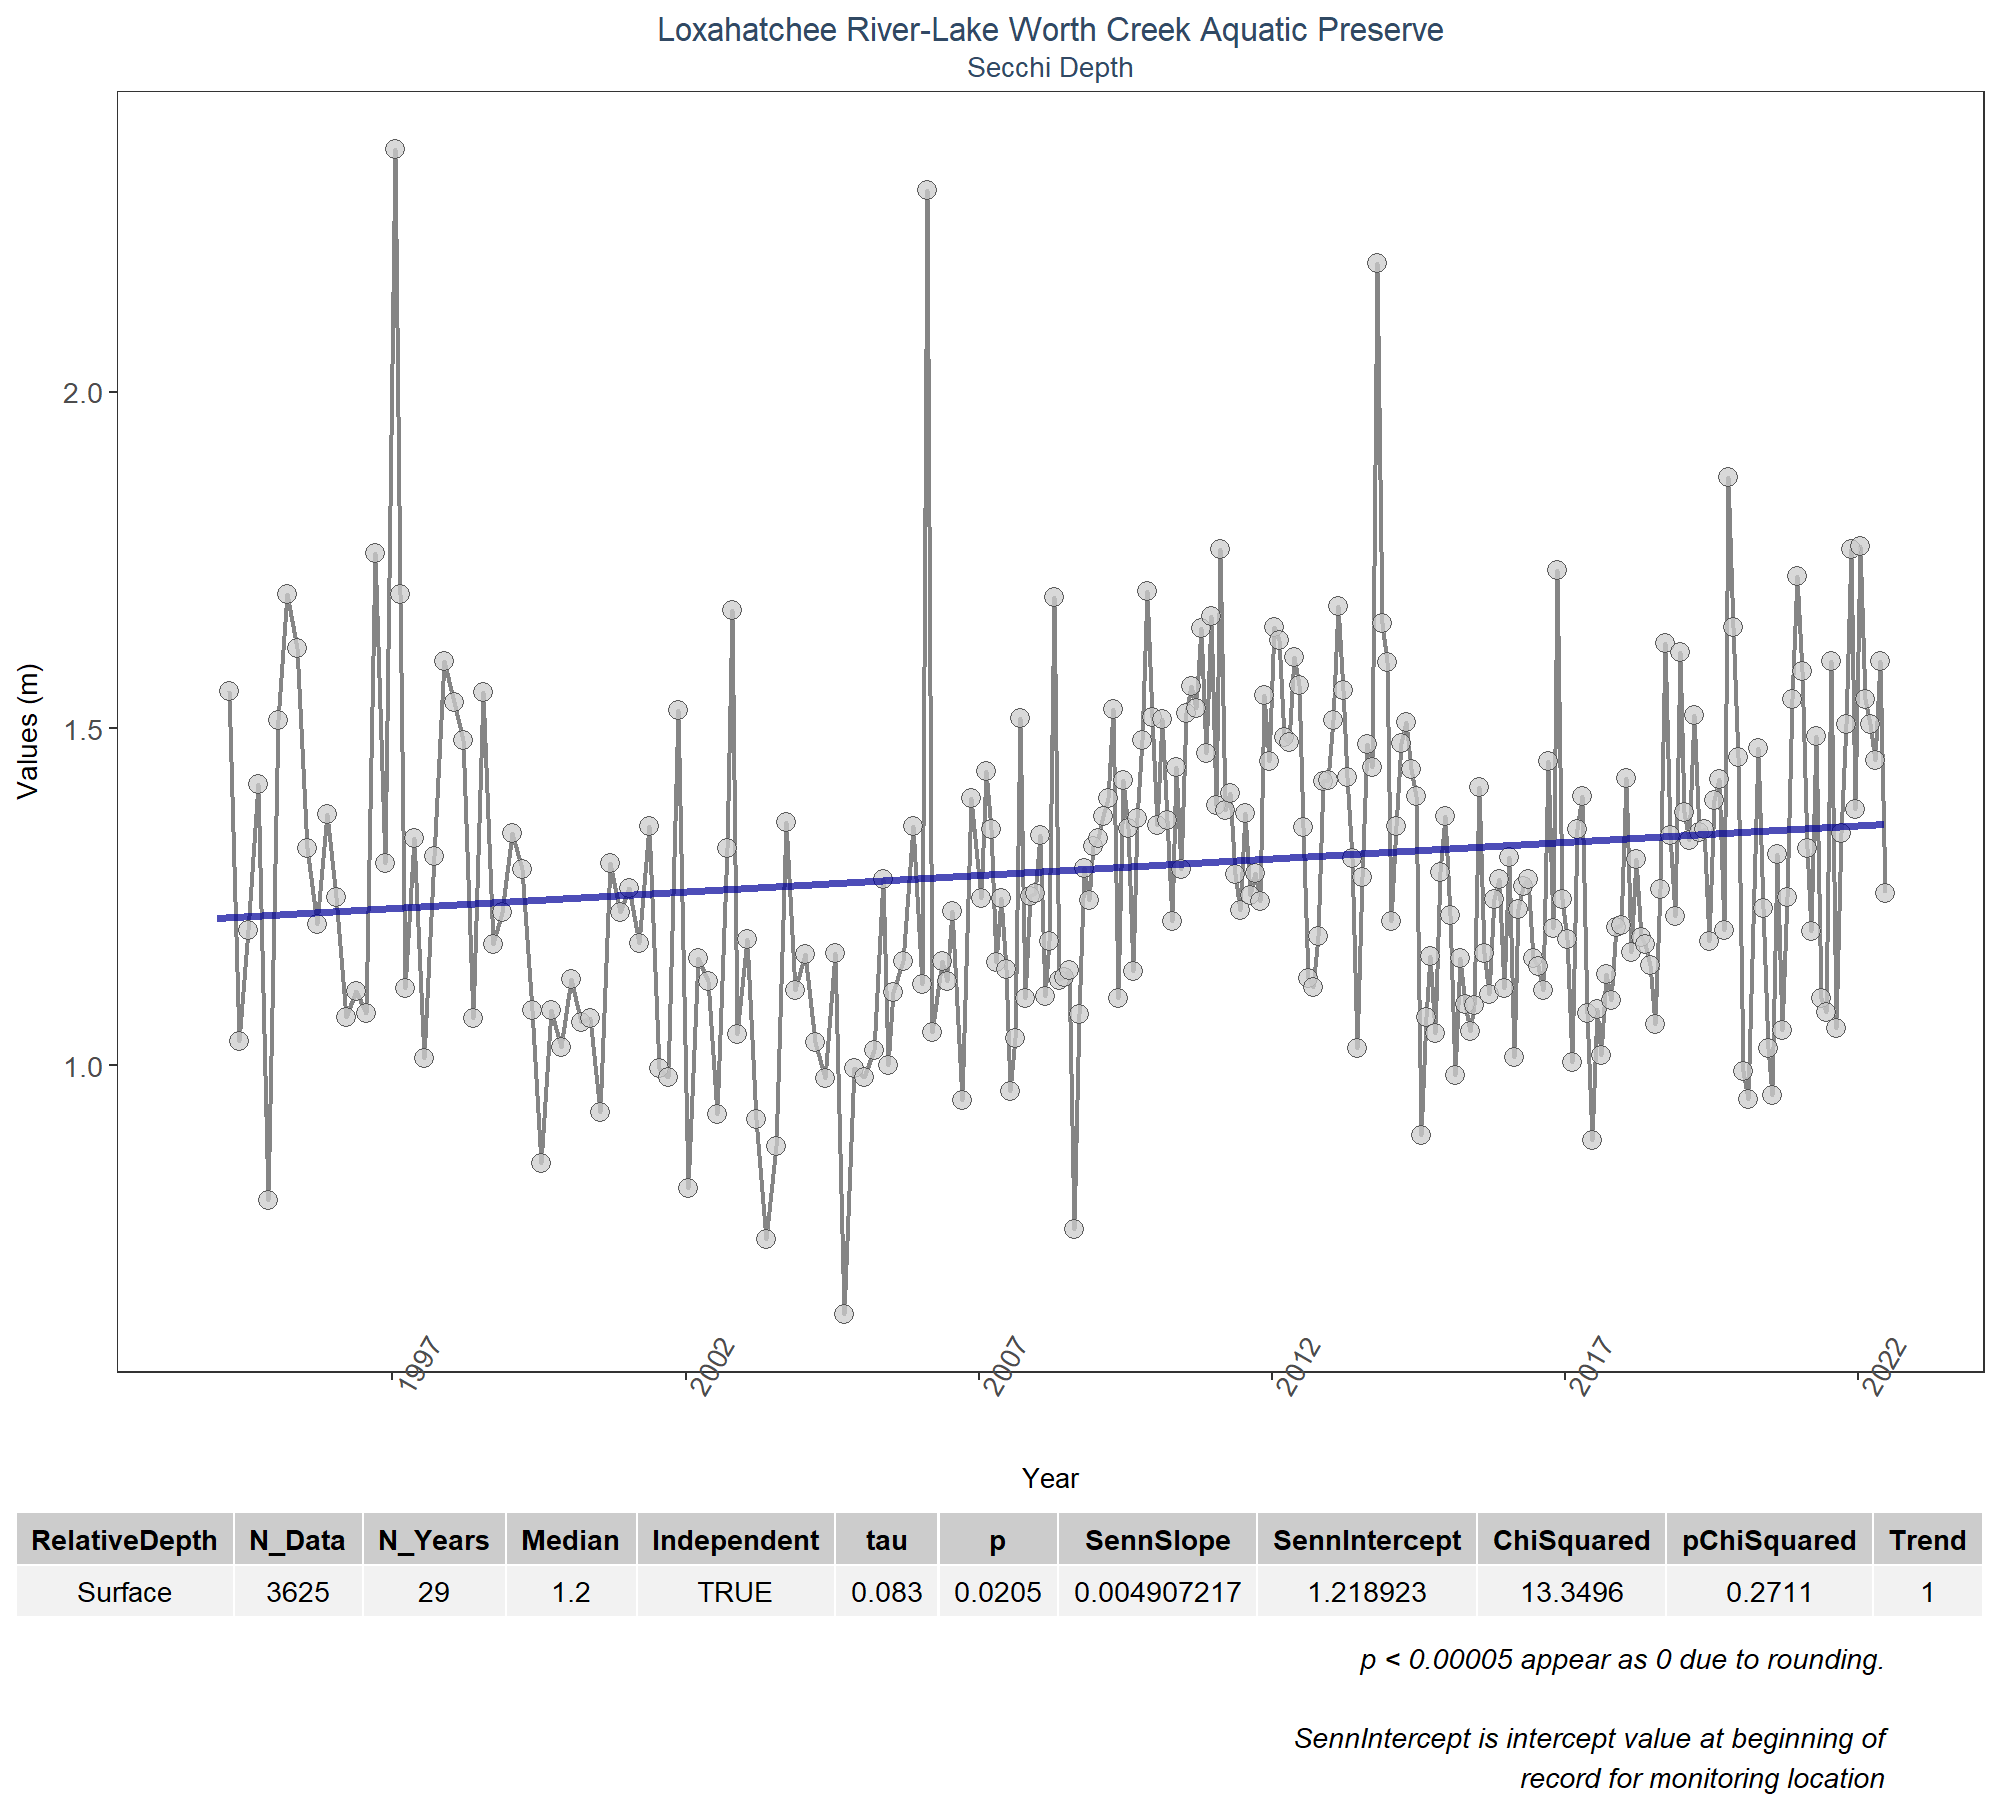 Loxahatchee River-Lake Worth Creek Aquatic Preserve
Secchi Depth
Values (m)
2.0
1.5
1.0
1997 2002 2007 2012 2017 2022
Year
RelativeDepth N_Data N_Years Median Independent tau p SennSlope SennIntercept ChiSquared pChiSquared Trend
Surface 3625 29 1.2 TRUE 0.083 0.0205 0.004907217 1.218923 13.3496 0.2711 1
p < 0.00005 appear as 0 due to rounding.
SennIntercept is intercept value at beginning of
record for monitoring location